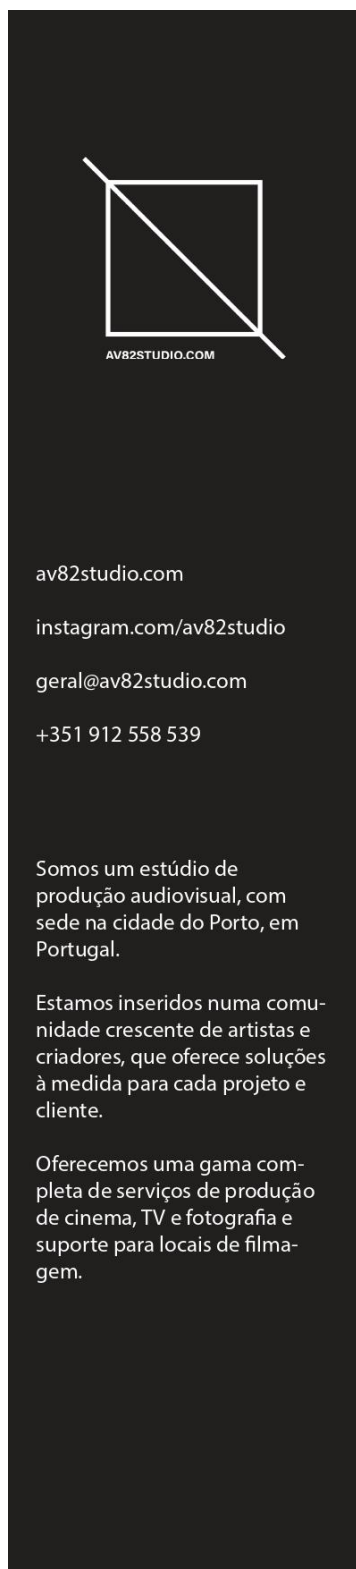 AV82STUDIO.COM
av82studio.com
instagram.com/av82studio
geral@av82studio.com
+351 912 558 539
Somos um estúdio de
produção audiovisual, com
sede na cidade do Porto, em
Portugal.
Estamos inseridos numa comu-
nidade crescente de artistas e
criadores, que oferece soluções
à medida para cada projeto e
cliente.
Oferecemos uma gama com-
pleta de serviços de produção
de cinema, TV e fotografia e
suporte para locais de filma-
gem.